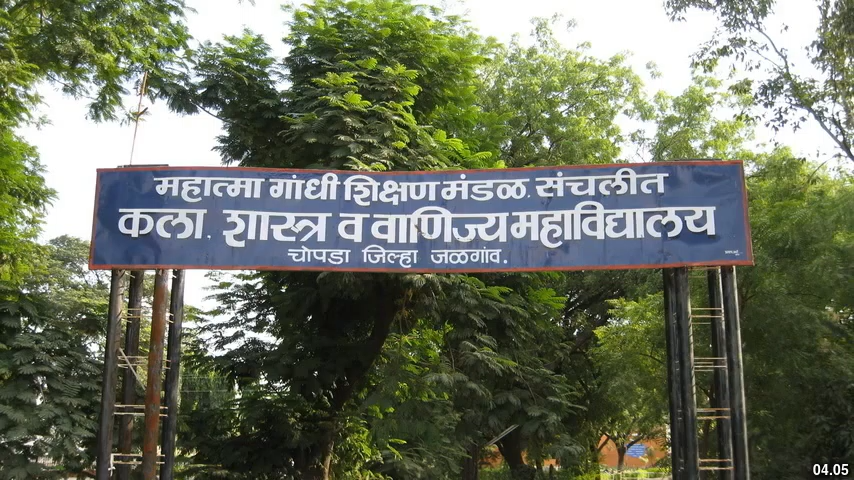 महात्मा गांधी शिक्षण मंडळ. संचलीत
कला. शास्त्र व वाणिज्य महाविद्यालय
चोपडा जिल्हा जळगांव.
04.05